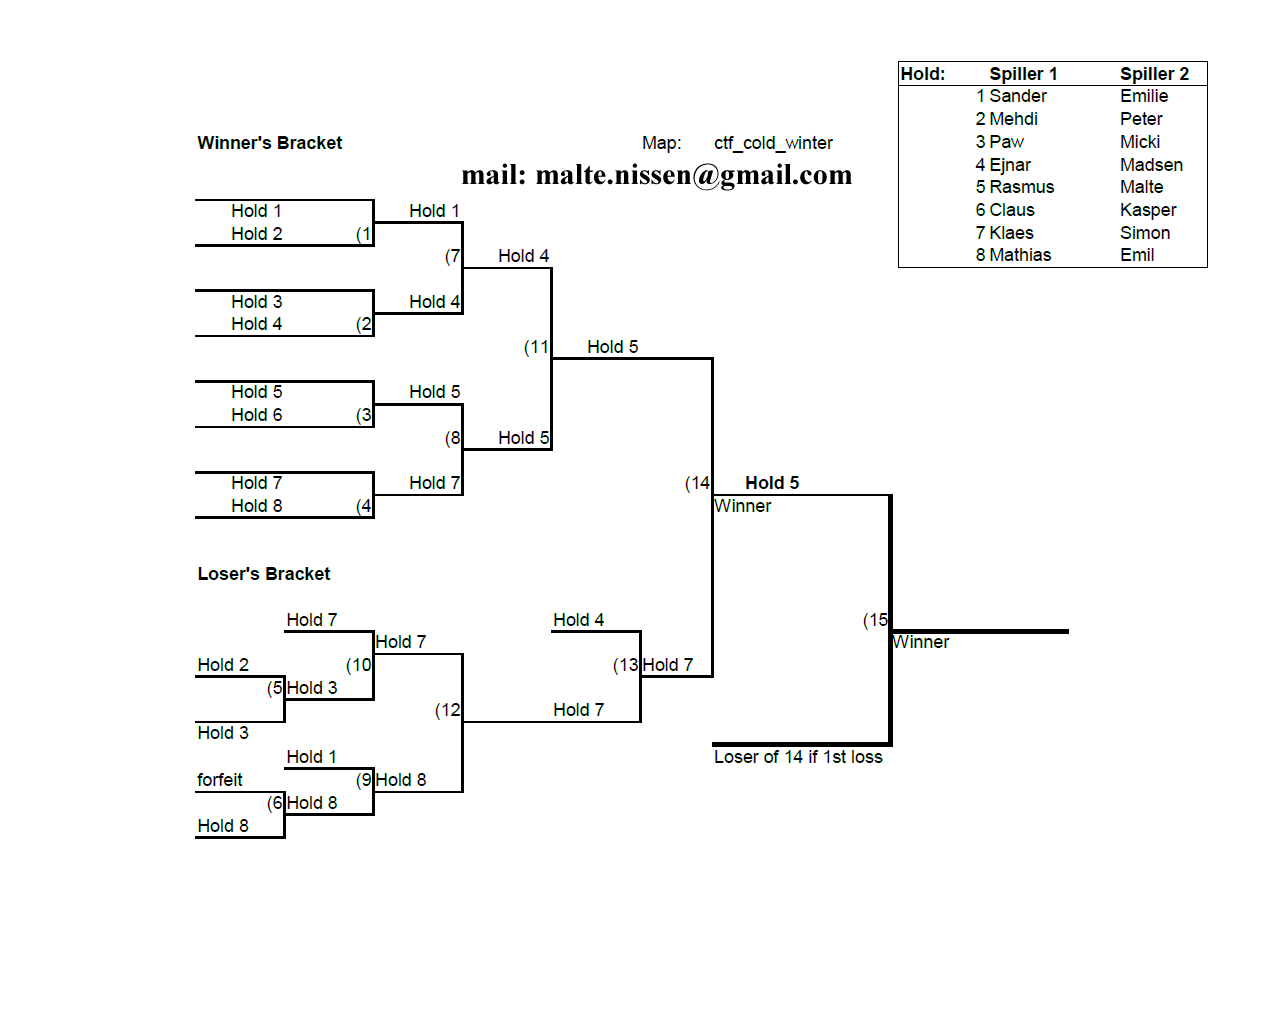 Hold: Spiller 1 Spiller 2
1 Sander Emilie
2 Mehdi Peter
3 Paw Micki
4 Ejnar Madsen
5 Rasmus Malte
6 Claus Kasper
7 Klaes Simon
8 Mathias Emil
Winner's Bracket Map: ctf_cold_winter
mail: malte.nissen@gmail.com
Hold 1 Hold 1
Hold 2 (1
(7 Hold 4
Hold 3 Hold 4
Hold 4 (2
(11 Hold 5
Hold 5 Hold 5
Hold 6 (3
(8 Hold 5
Hold 7 Hold 7 (14 Hold 5
Hold 8 (4 Winner
Loser's Bracket
Hold 7 Hold 4 (15
Hold 7 Winner
Hold 2 (10 (13 Hold 7
(5 Hold 3
(12 Hold 7
Hold 3
Hold 1 Loser of 14 if 1st loss
forfeit (9 Hold 8
(6 Hold 8
Hold 8